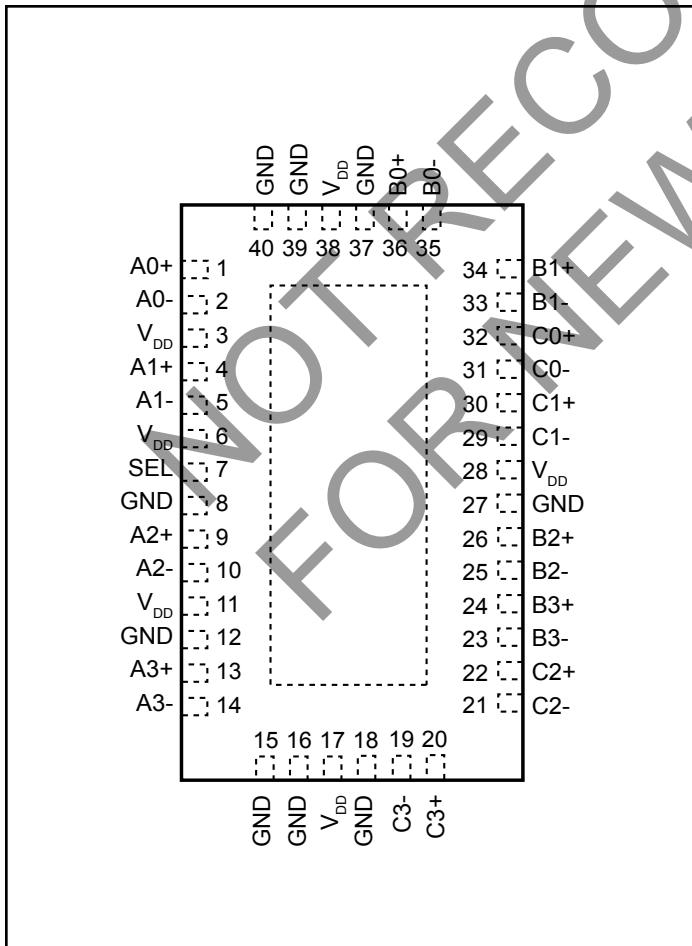 GND GND VDD GND B0+ B0-
40 39 38 37 36 35
A0+ 1 34 B1+
A0- 2 33 B1-
VDD 3 32 C0+
A1+ 4 31 C0-
A1- 5 30 C1+
VDD 6 29 C1-
SEL 7 28 VDD
GND 8 27 GND
A2+ 9 26 B2+
A2- 10 25 B2-
VDD 11 24 B3+
GND 12 23 B3-
A3+ 13 22 C2+
A3- 14 21 C2-
15 16 17 18 19 20
GND GND VDD GND C3- C3+
NOT RECO
FOR NEW